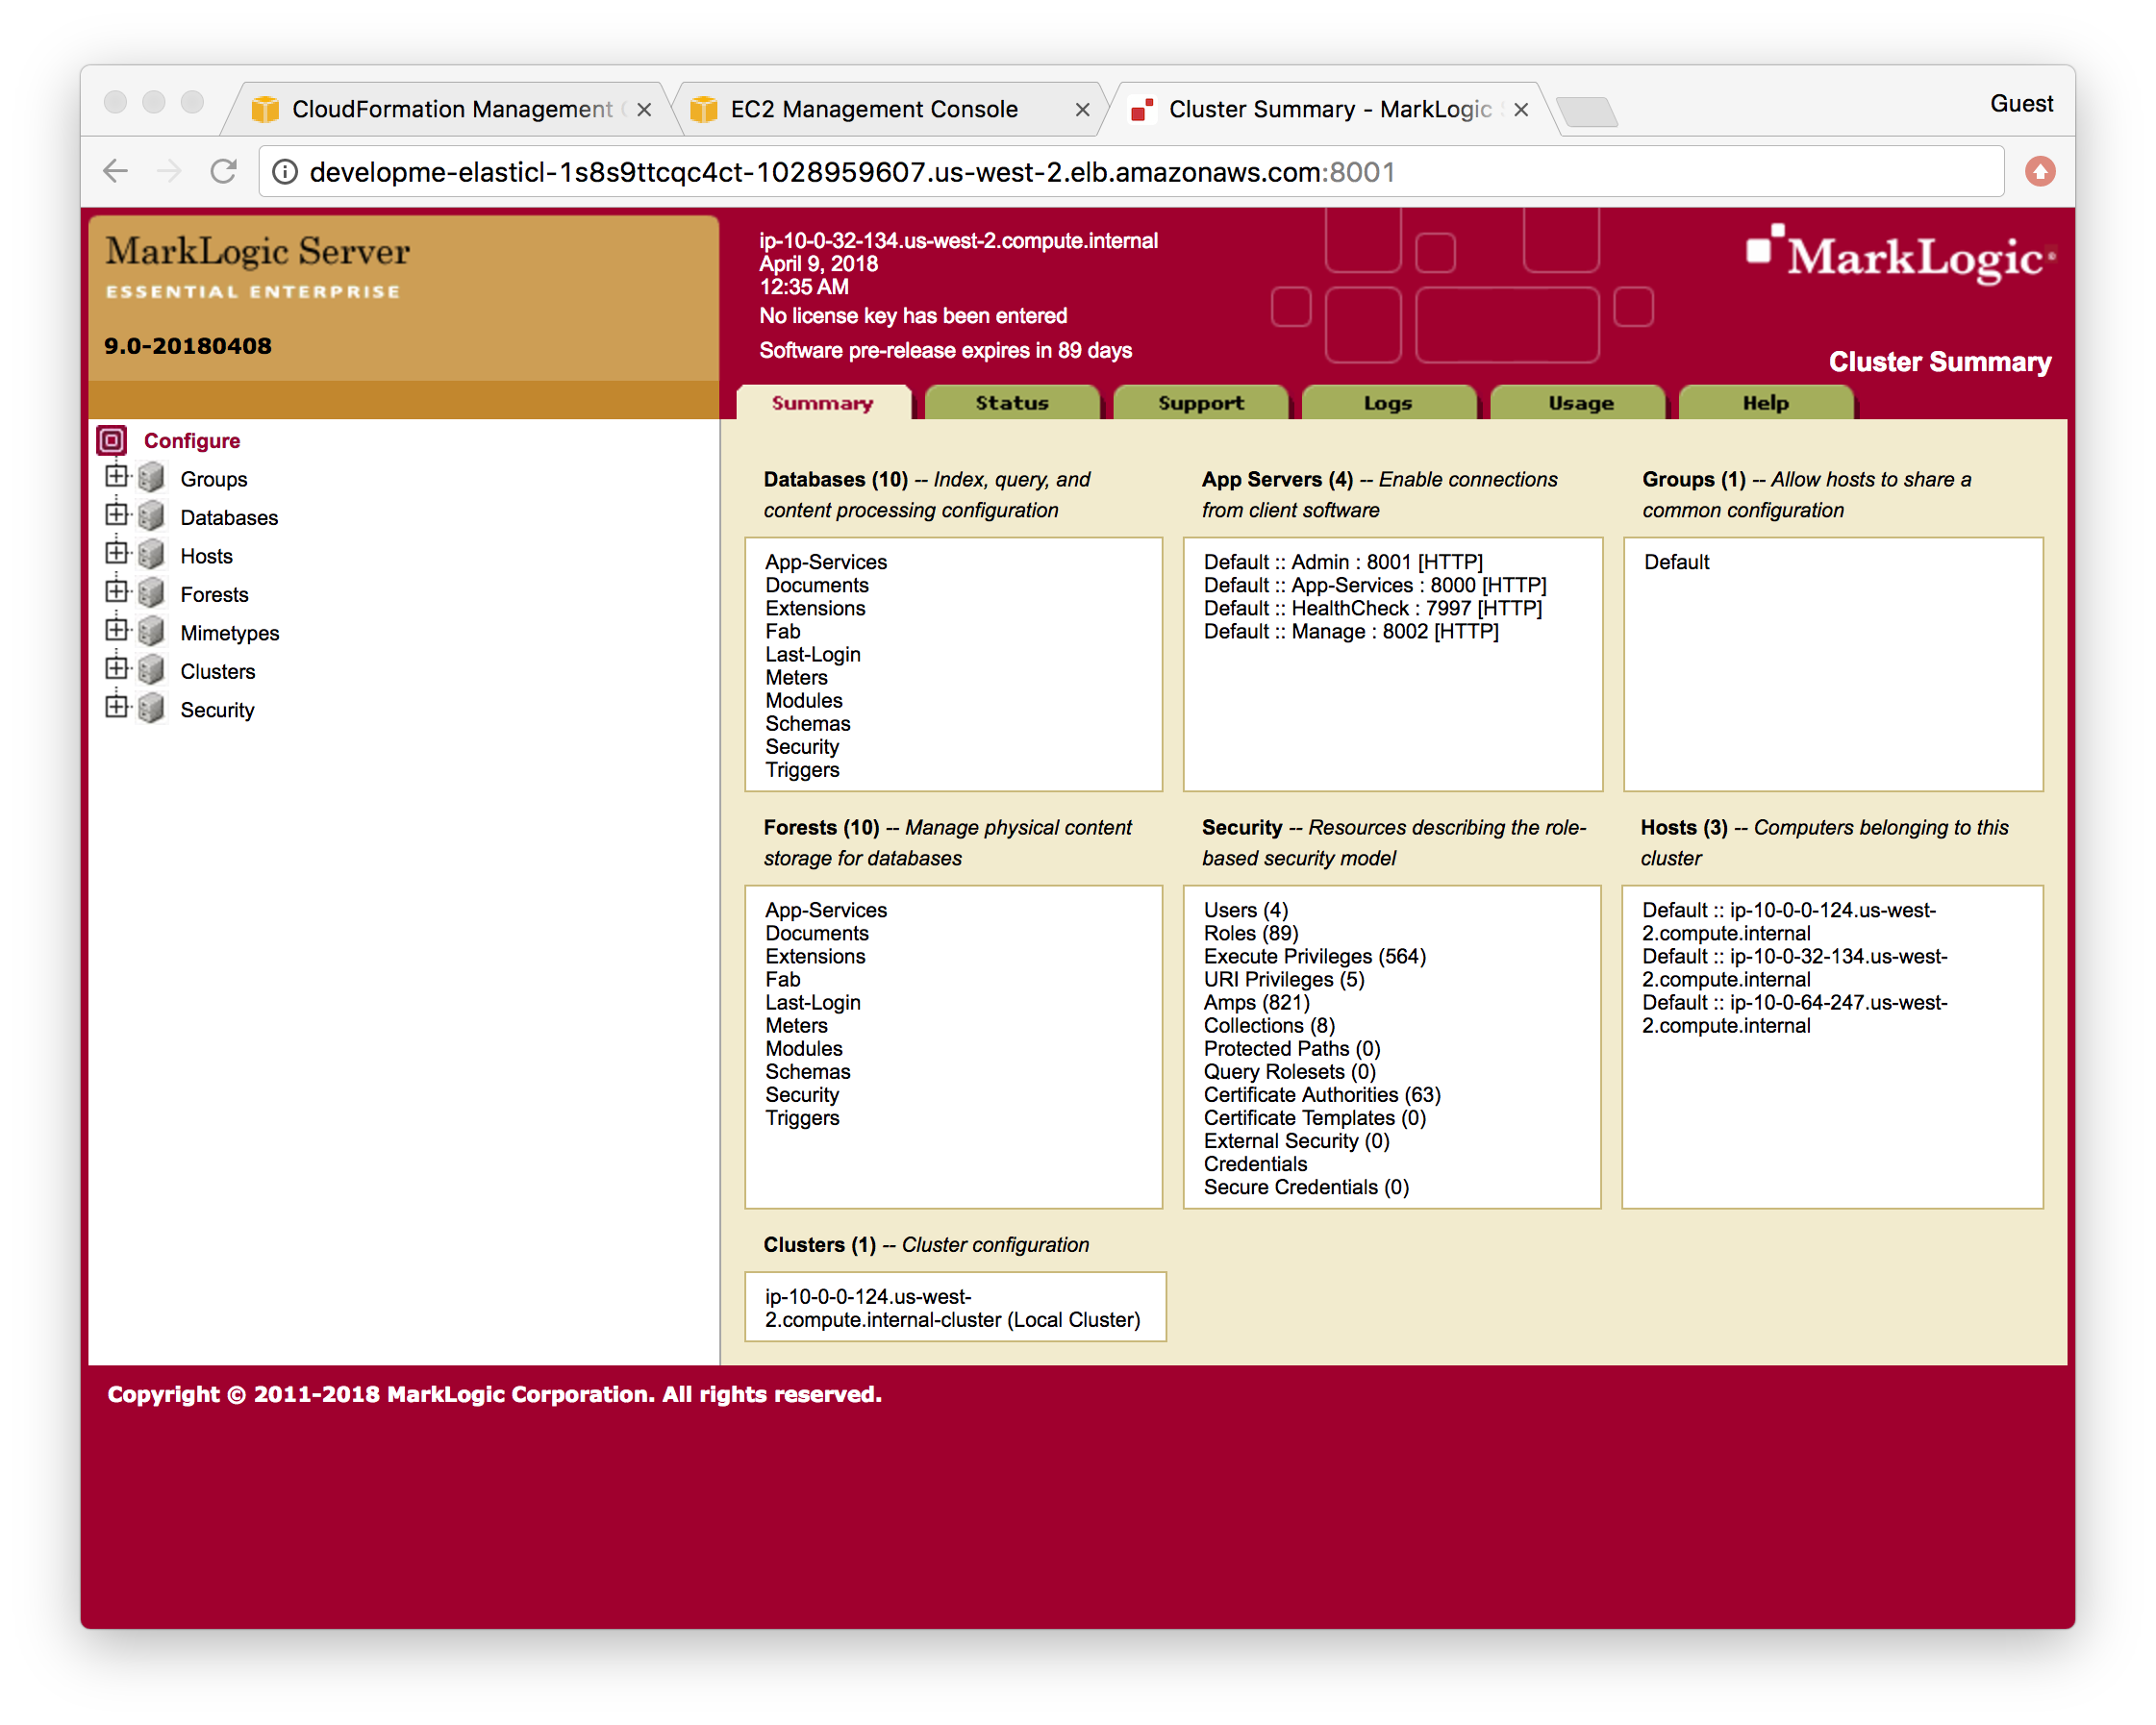 CloudFormation Management
EC2 Management Console
Cluster Summary - MarkLogic
Guest
developme-elasticl-1s8s9ttcqc4ct-1028959607.us-west-2.elb.amazonaws.com:8001
MarkLogic Server
ESSENTIAL ENTERPRISE
9.0-20180408
ip-10-0-32-134.us-west-2.compute.internal
April 9, 2018
12:35 AM
No license key has been entered
Software pre-release expires in 89 days
MarkLogic
Cluster Summary
Summary
Status
Support
Logs
Usage
Help
Configure
Groups
Databases
Hosts
Forests
Mimetypes
Clusters
Security
Databases (10) -- Index, query, and
content processing configuration
App-Services
Documents
Extensions
Fab
Last-Login
Meters
Modules
Schemas
Security
Triggers
App Servers (4) -- Enable connections
from client software
Default :: Admin : 8001 [HTTP]
Default :: App-Services : 8000 [HTTP]
Default :: HealthCheck : 7997 [HTTP]
Default :: Manage : 8002 [HTTP]
Groups (1) -- Allow hosts to share a
common configuration
Default
Forests (10) -- Manage physical content
storage for databases
App-Services
Documents
Extensions
Fab
Last-Login
Meters
Modules
Schemas
Security
Triggers
Security -- Resources describing the role-
based security model
Users (4)
Roles (89)
Execute Privileges (564)
URI Privileges (5)
Amps (821)
Collections (8)
Protected Paths (0)
Query Rolesets (0)
Certificate Authorities (63)
Certificate Templates (0)
External Security (0)
Credentials
Secure Credentials (0)
Hosts (3) -- Computers belonging to this
cluster
Default :: ip-10-0-0-124.us-west-
2.compute.internal
Default :: ip-10-0-32-134.us-west-
2.compute.internal
Default :: ip-10-0-64-247.us-west-
2.compute.internal
Clusters (1) -- Cluster configuration
ip-10-0-0-124.us-west-
2.compute.internal-cluster (Local Cluster)
Copyright © 2011-2018 MarkLogic Corporation. All rights reserved.